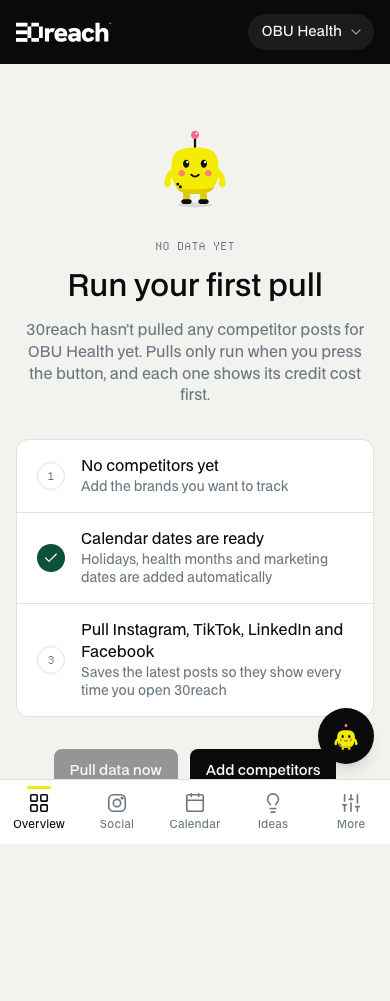 30reach
OBU Health
NO DATA YET
Run your first pull
30reach hasn't pulled any competitor posts for
OBU Health yet. Pulls only run when you press
the button, and each one shows its credit cost
first.
1
No competitors yet
Add the brands you want to track
Calendar dates are ready
Holidays, health months and marketing
dates are added automatically
3
Pull Instagram, TikTok, LinkedIn and
Facebook
Saves the latest posts so they show every
time you open 30reach
Pull data now
Add competitors
Overview
Social
Calendar
Ideas
More